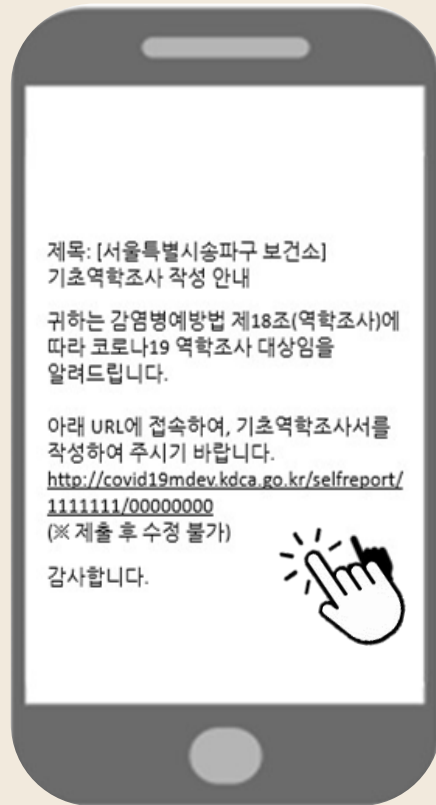 제목: [서울특별시송파구 보건소]
기초역학조사 작성 안내
귀하는 감염병예방법 제18조(역학조사)에
따라 코로나19 역학조사 대상임을
알려드립니다.
아래 URL에 접속하여, 기초역학조사서를
작성하여 주시기 바랍니다.
http://covid19mdev.kdca.go.kr/selfreport/
1111111/00000000
(※ 제출 후 수정 불가)
감사합니다.